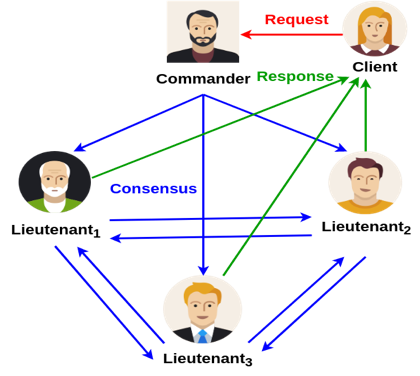 Request
Client
Commander
Response
Consensus
Lieutenant₁
Lieutenant₂
Lieutenant₃